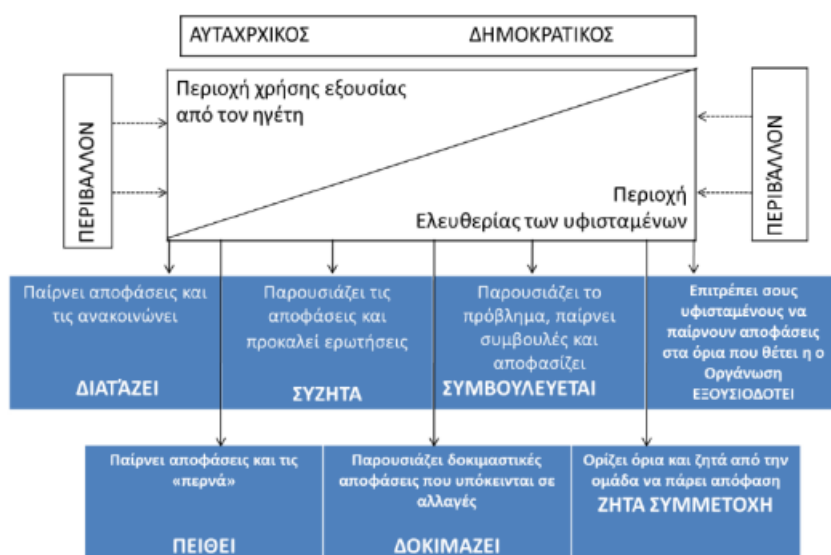 ΑΥΤΑΧΡΧΙΚΟΣ ΔΗΜΟΚΡΑΤΙΚΟΣ
ΠΕΡΙΒΑΛΛΟΝ
Περιοχή χρήσης εξουσίας
από τον ηγέτη
Περιοχή
Ελευθερίας των υφισταμένων
ΠΕΡΙΒΆΛΛΟΝ
Παίρνει αποφάσεις και
τις ανακοινώνει
ΔΙΑΤΆΖΕΙ
Παρουσιάζει τις
αποφάσεις και
προκαλεί ερωτήσεις
ΣΥΖΗΤΑ
Παρουσιάζει το
πρόβλημα, παίρνει
συμβουλές και
αποφασίζει
ΣΥΜΒΟΥΛΕΥΕΤΑΙ
Επιτρέπει σους
υφισταμένους να
παίρνουν αποφάσεις
στα όρια που θέτει η ο
Οργάνωση
ΕΞΟΥΣΙΟΔΟΤΕΙ
Παίρνει αποφάσεις και τις
«περνά»
ΠΕΙΘΕΙ
Παρουσιάζει δοκιμαστικές
αποφάσεις που υπόκεινται σε
αλλαγές
ΔΟΚΙΜΑΖΕΙ
Ορίζει όρια και ζητά από την
ομάδα να πάρει απόφαση
ΖΗΤΑ ΣΥΜΜΕΤΟΧΗ